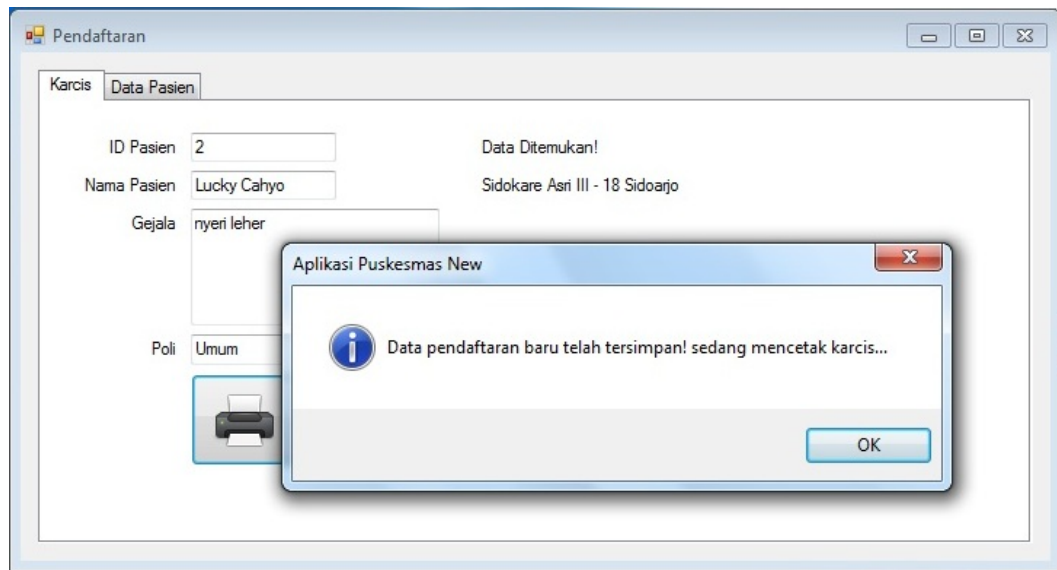 Pendaftaran
Karcis Data Pasien
ID Pasien 2 Data Ditemukan!
Nama Pasien Lucky Cahyo Sidokare Asri III - 18 Sidoarjo
Gejala nyeri leher
Aplikasi Puskesmas New
Data pendaftaran baru telah tersimpan! sedang mencetak karcis...
Poli Umum
OK